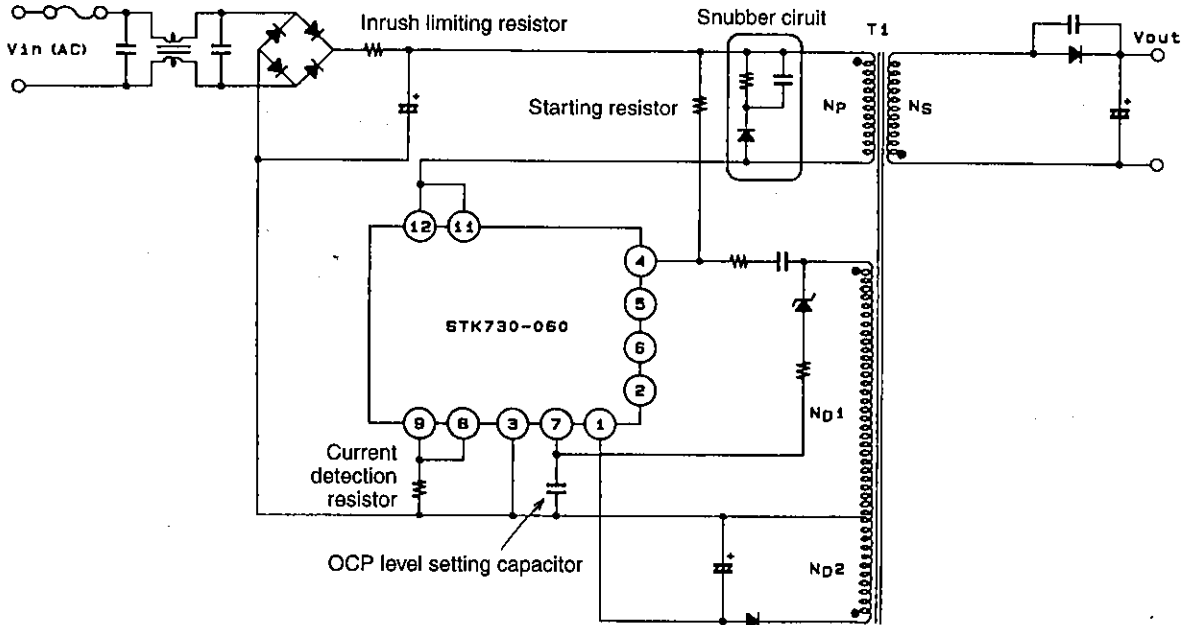 Inrush limiting resistor
Snubber ciruit
T1
Vin (AC)
Vout
Starting resistor
NP
NS
12
11
4
5
STK730-060
6
2
ND1
9
8
3
7
1
Current
detection
resistor
OCP level setting capacitor
ND2